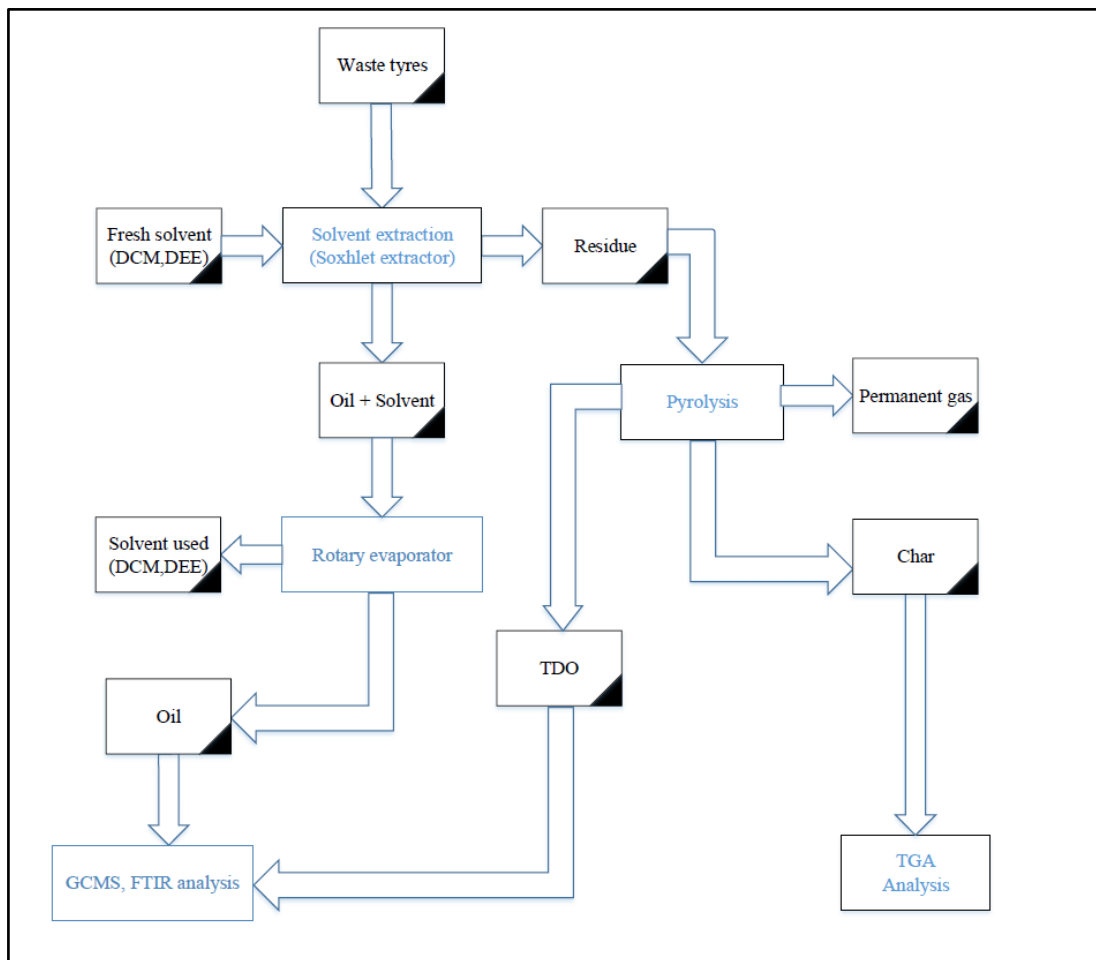 Waste tyres
Fresh solvent
(DCM,DEE)
Solvent extraction
(Soxhlet extractor)
Residue
Oil + Solvent
Pyrolysis
Permanent gas
Solvent used
(DCM,DEE)
Rotary evaporator
Char
TDO
Oil
GCMS, FTIR analysis
TGA
Analysis